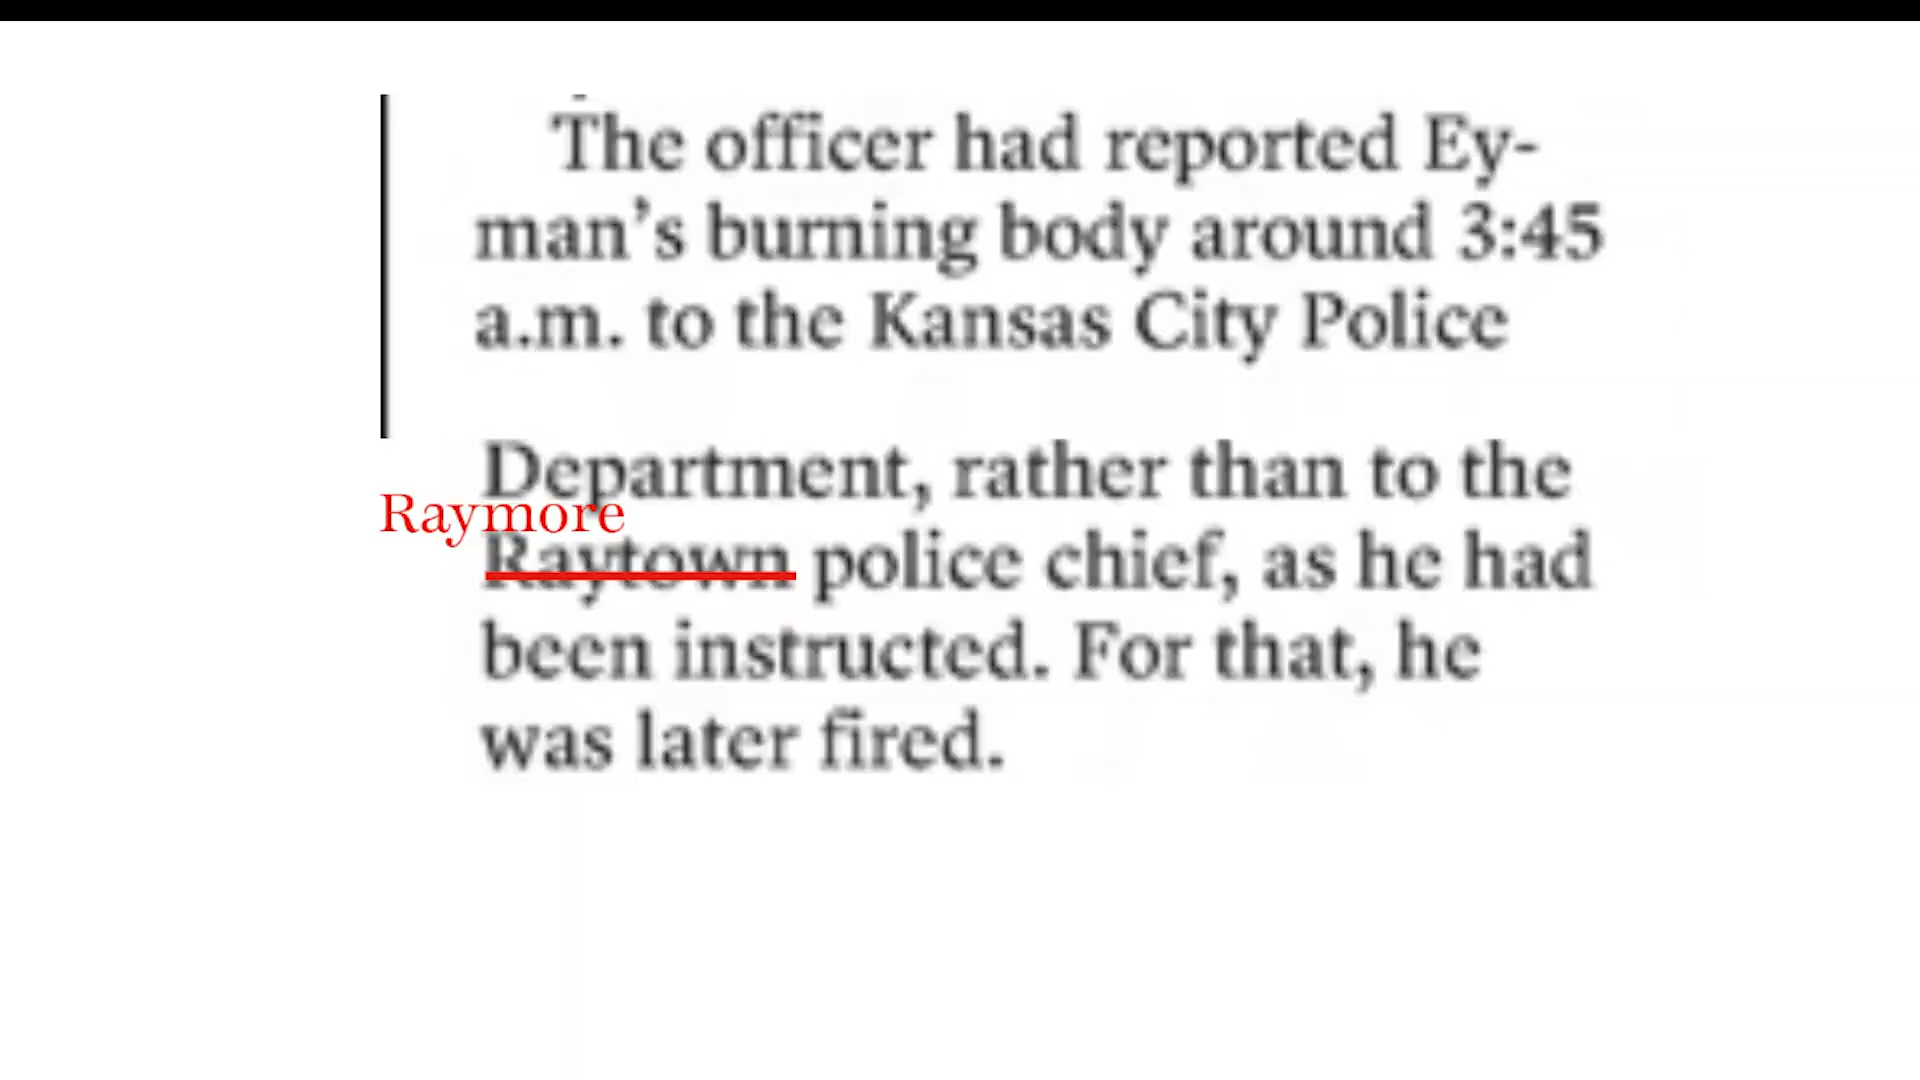 The officer had reported Ey-
man's burning body around 3:45
a.m. to the Kansas City Police
Department, rather than to the
Raymore
Raytown police chief, as he had
been instructed. For that, he
was later fired.